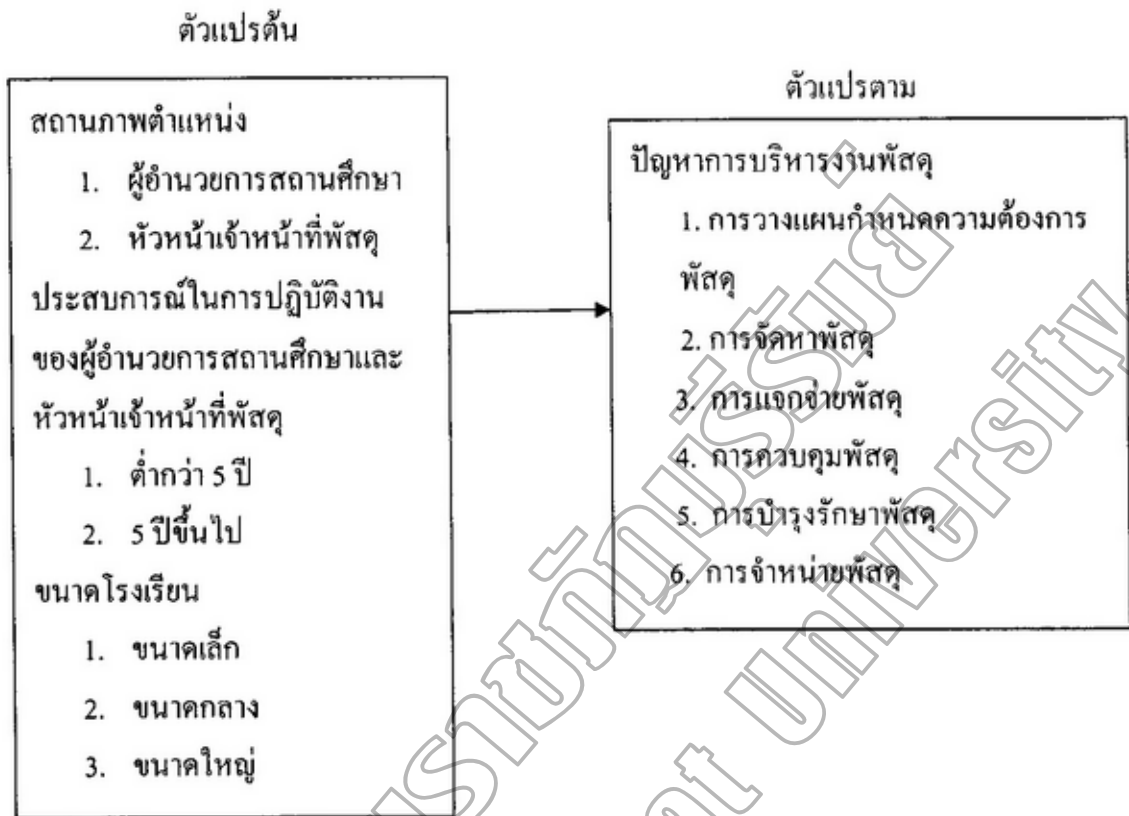 ตัวแปรต้น
สถานภาพตำแหน่ง
1. ผู้อำนวยการสถานศึกษา
2. หัวหน้าเจ้าหน้าที่พัสดุ
ประสบการณ์ในการปฏิบัติงาน
ของผู้อำนวยการสถานศึกษาและ
หัวหน้าเจ้าหน้าที่พัสดุ
1. ต่ำกว่า 5 ปี
2. 5 ปีขึ้นไป
ขนาดโรงเรียน
1. ขนาดเล็ก
2. ขนาดกลาง
3. ขนาดใหญ่
ตัวแปรตาม
ปัญหาการบริหารงานพัสดุ
1. การวางแผนกำหนดความต้องการ
พัสดุ
2. การจัดหาพัสดุ
3. การแจกจ่ายพัสดุ
4. การควบคุมพัสดุ
5. การบำรุงรักษาพัสดุ
6. การจำหน่ายพัสดุ
ราชภัฏบุรีรัมย์
University